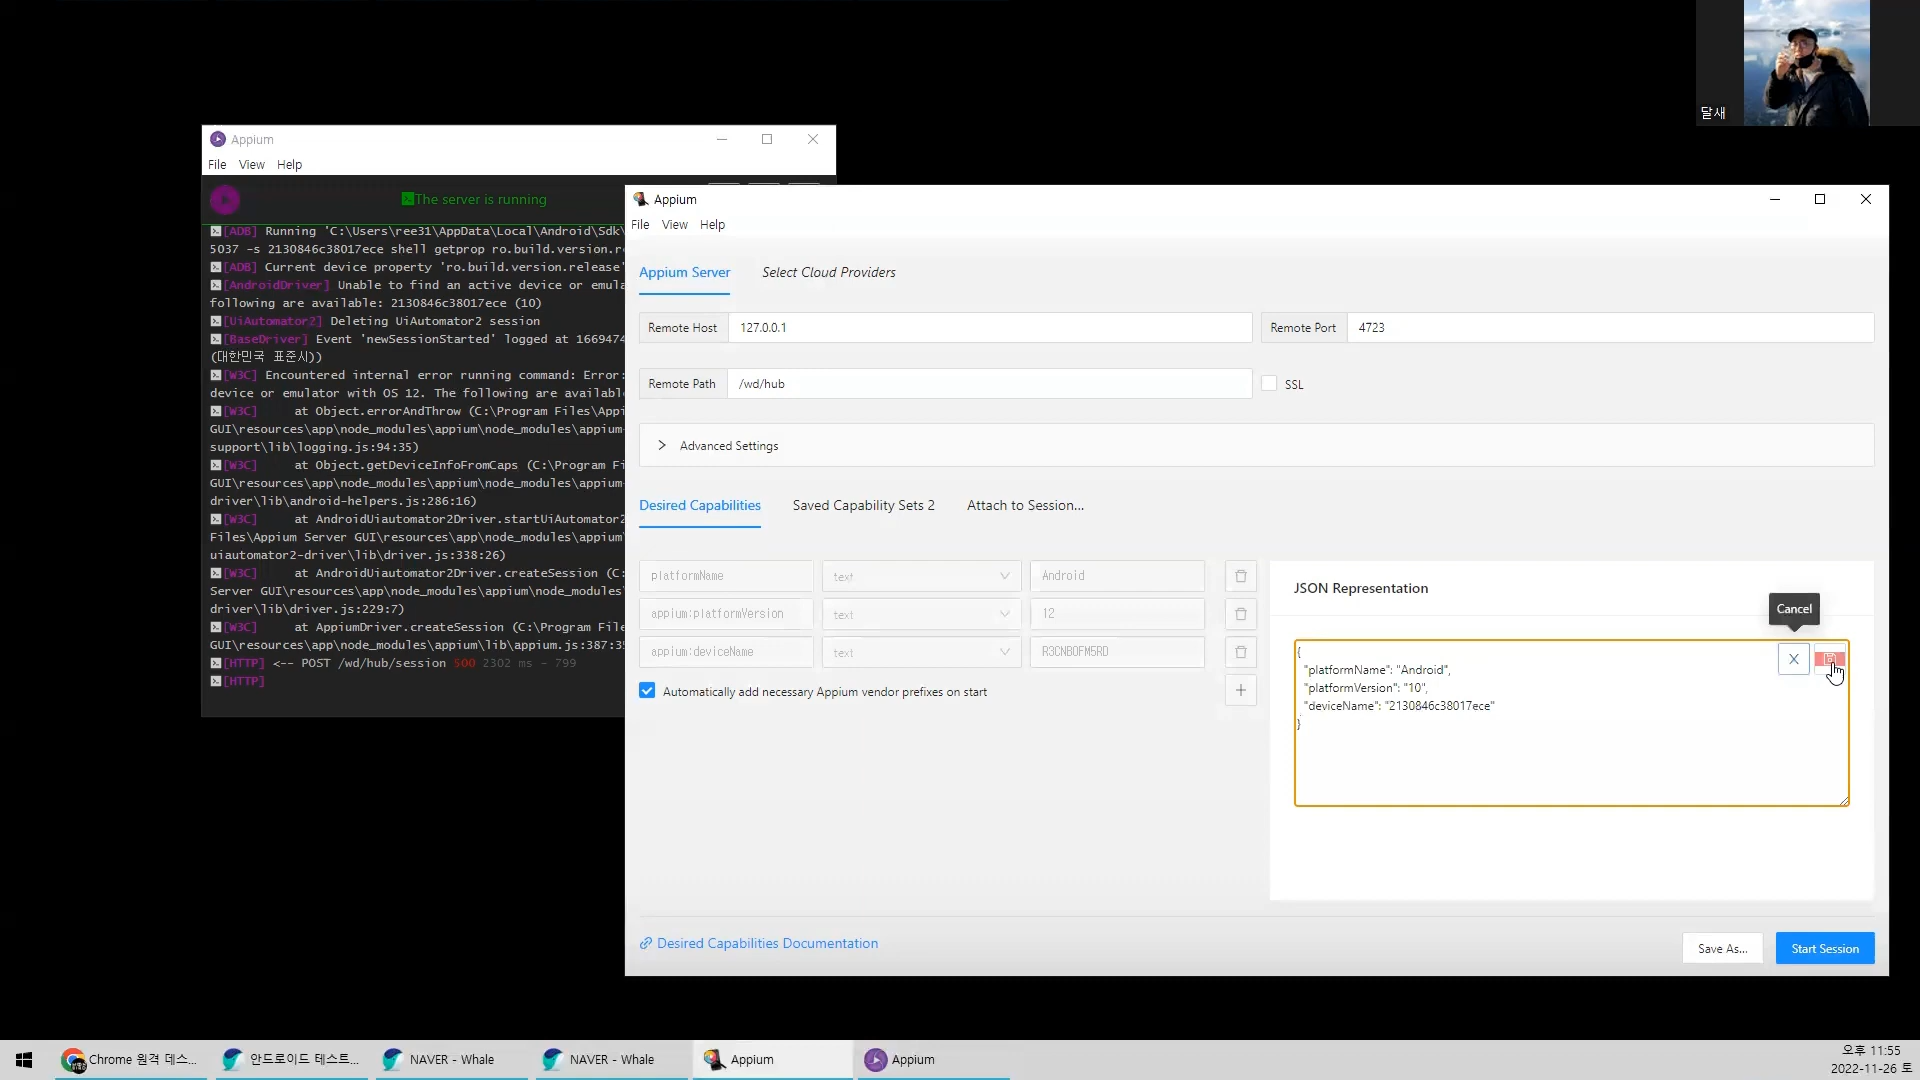 달새
Appium
File View Help
The server is running
[ADB] Running 'C:\Users\ree31\AppData\Local\Android\Sdk\
5037 -s 2130846c38017ece shell getprop ro.build.version.re
[ADB] Current device property 'ro.build.version.release'
[AndroidDriver] Unable to find an active device or emula
following are available: 2130846c38017ece (10)
[UiAutomator2] Deleting UiAutomator2 session
[BaseDriver] Event 'newSessionStarted' logged at 1669474
(대한민국 표준시))
[W3C] Encountered internal error running command: Error:
device or emulator with OS 12. The following are availabl
[W3C] at Object.errorAndThrow (C:\Program Files\Appi
GUI\resources\app\node_modules\appium\node_modules\appium-
support\lib\logging.js:94:35)
[W3C] at Object.getDeviceInfoFromCaps (C:\Program Fi
GUI\resources\app\node_modules\appium\node_modules\appium-
driver\lib\android-helpers.js:286:16)
[W3C] at AndroidUiautomator2Driver.startUiAutomator2
Files\Appium Server GUI\resources\app\node_modules\appium\
uiautomator2-driver\lib\driver.js:338:26)
[W3C] at AndroidUiautomator2Driver.createSession (C:
Server GUI\resources\app\node_modules\appium\node_modules\
driver\lib\driver.js:229:7)
[W3C] at AppiumDriver.createSession (C:\Program File
GUI\resources\app\node_modules\appium\lib\appium.js:387:35
[HTTP] <-- POST /wd/hub/session 500 2302 ms - 799
[HTTP]
Appium
File View Help
Appium Server Select Cloud Providers
Remote Host 127.0.0.1 Remote Port 4723
Remote Path /wd/hub SSL
Advanced Settings
Desired Capabilities Saved Capability Sets 2 Attach to Session...
platformName text Android
appium:platformVersion text 12
appium:deviceName text R3CNB0FM5RD
Automatically add necessary Appium vendor prefixes on start
JSON Representation
Cancel
{
"platformName": "Android",
"platformVersion": "10",
"deviceName": "2130846c38017ece"
}
Desired Capabilities Documentation
Save As... Start Session
Chrome 원격 데스... 안드로이드 테스트... NAVER - Whale NAVER - Whale Appium Appium
오후 11:55
2022-11-26 토